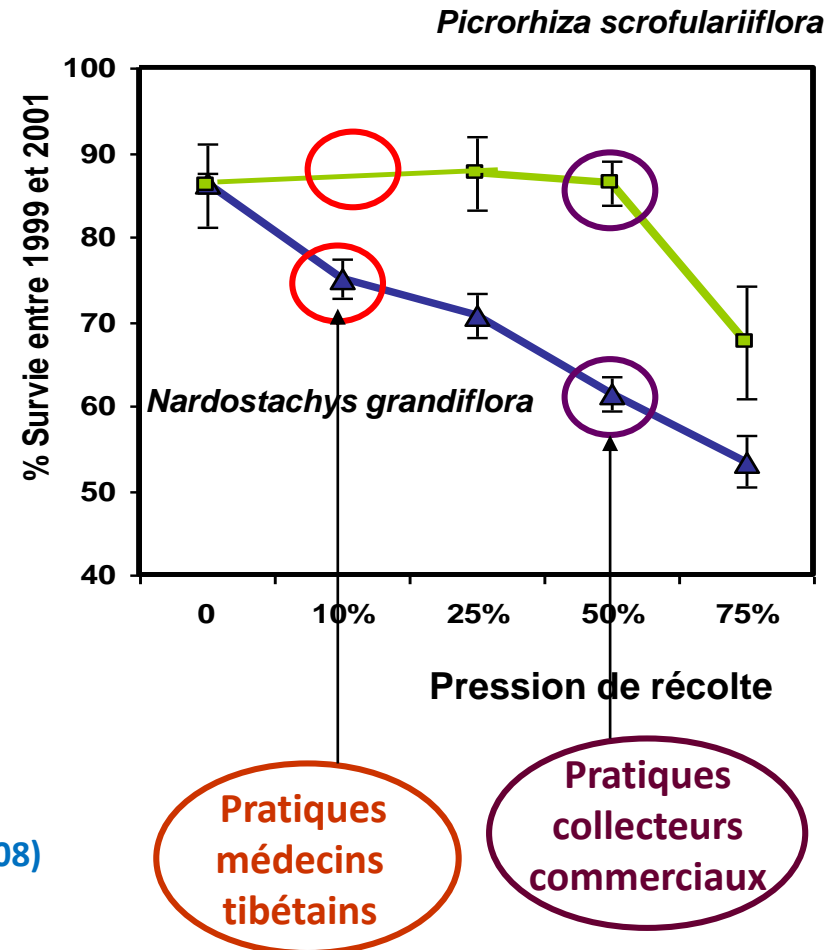 Picrorhiza scrofulariiflora
% Survie entre 1999 et 2001
100
90
80
70
60
50
40
Nardostachys grandiflora
0 10% 25% 50% 75%
Pression de récolte
Pratiques
médecins
tibétains
Pratiques
collecteurs
commerciaux
08)